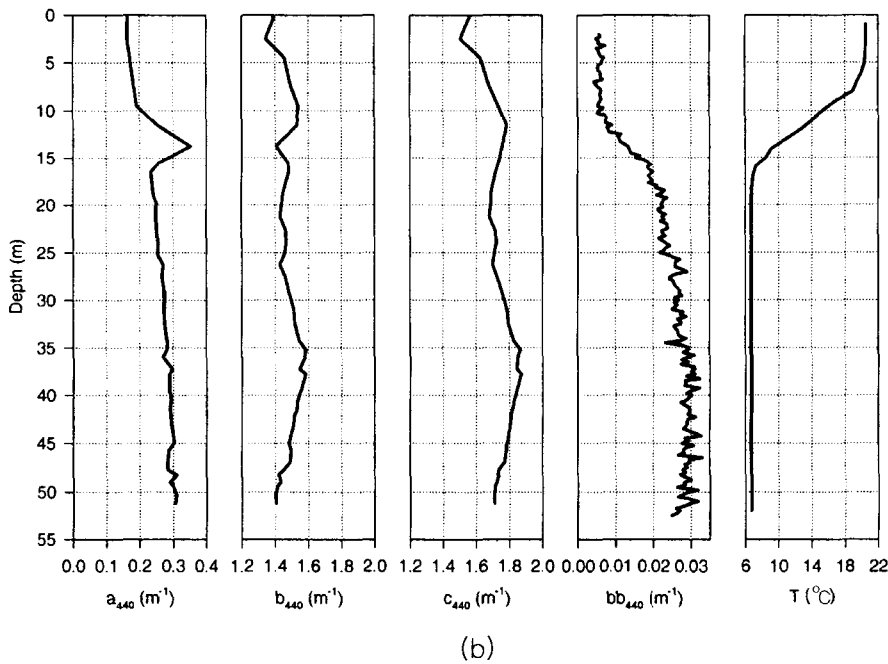 0
5
10
15
20
25
30
35
40
45
50
55
Depth (m)
0.0 0.1 0.2 0.3 0.4
1.2 1.4 1.6 1.8 2.0
1.2 1.4 1.6 1.8 2.0
0.00 0.01 0.02 0.03
6 10 14 18 22
a440 (m-1)
b440 (m-1)
c440 (m-1)
bb440 (m-1)
T (°C)
(b)